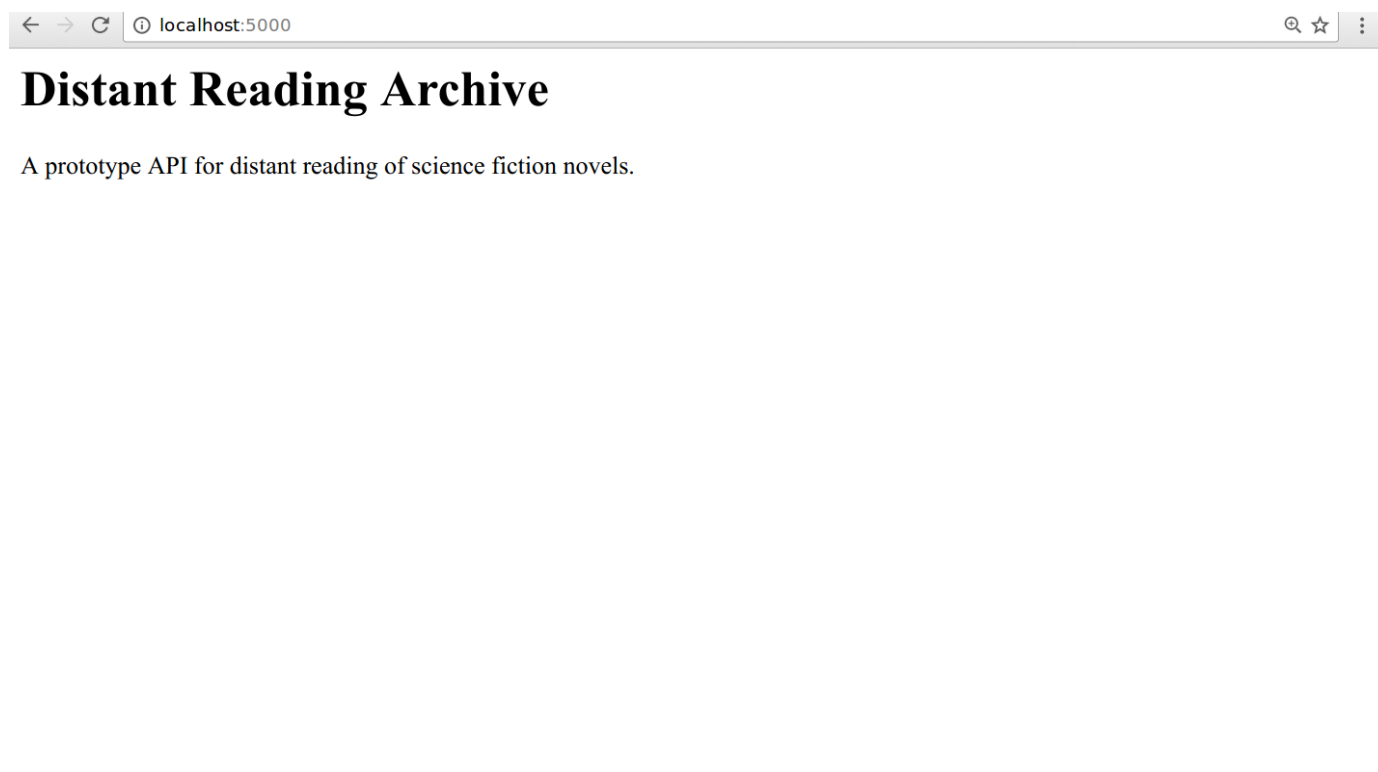 localhost:5000
Distant Reading Archive
A prototype API for distant reading of science fiction novels.